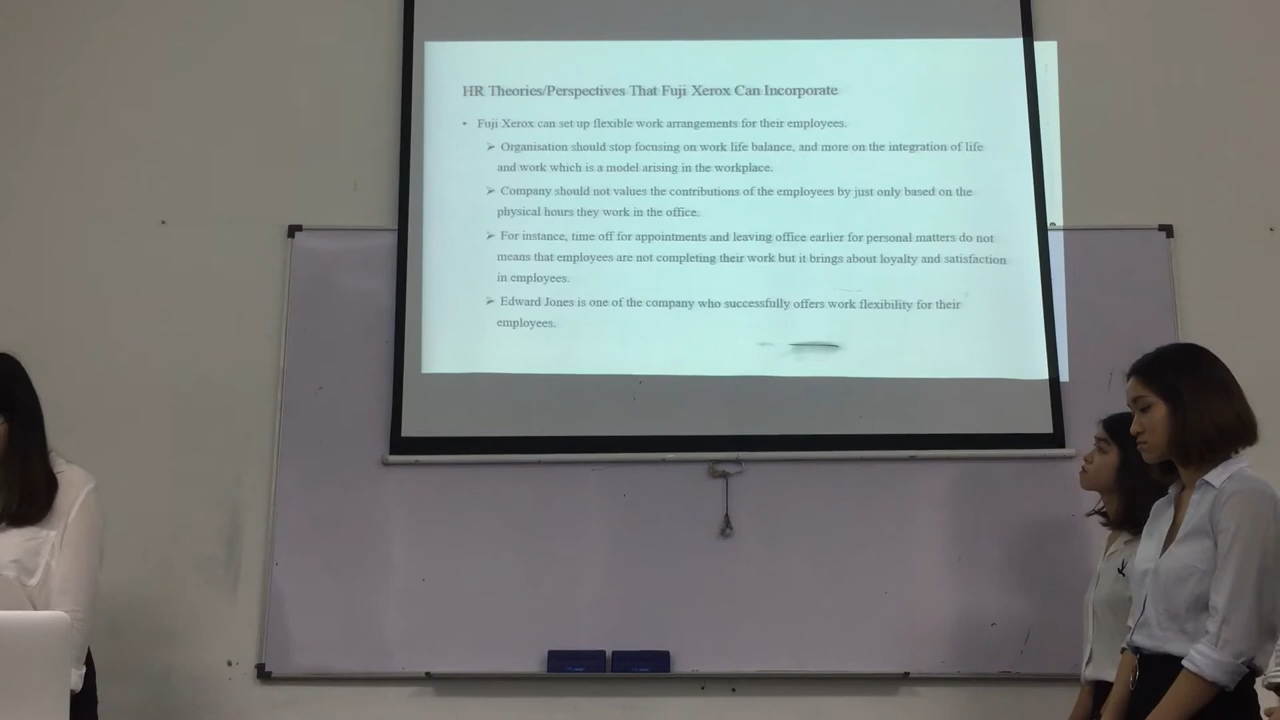 HR Theories/Perspectives That Fuji Xerox Can Incorporate
• Fuji Xerox can set up flexible work arrangements for their employees.
➢ Organisation should stop focusing on work life balance, and more on the integration of life
and work which is a model arising in the workplace.
➢ Company should not values the contributions of the employees by just only based on the
physical hours they work in the office.
➢ For instance, time off for appointments and leaving office earlier for personal matters do not
means that employees are not completing their work but it brings about loyalty and satisfaction
in employees.
➢ Edward Jones is one of the company who successfully offers work flexibility for their
employees.